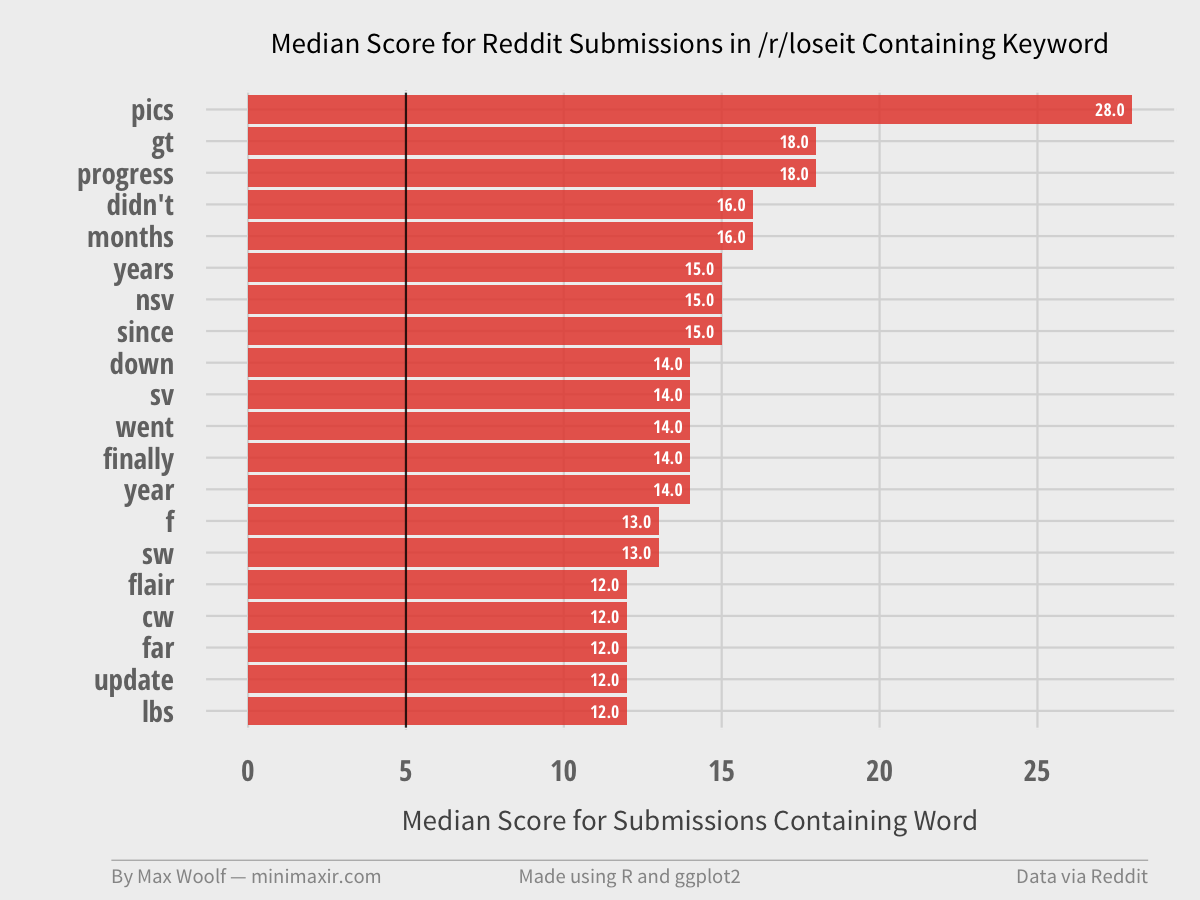 Median Score for Reddit Submissions in /r/loseit Containing Keyword
pics 28.0
gt 18.0
progress 18.0
didn't 16.0
months 16.0
years 15.0
nsv 15.0
since 15.0
down 14.0
sv 14.0
went 14.0
finally 14.0
year 14.0
f 13.0
sw 13.0
flair 12.0
cw 12.0
far 12.0
update 12.0
lbs 12.0
0 5 10 15 20 25
Median Score for Submissions Containing Word
By Max Woolf — minimaxir.com Made using R and ggplot2 Data via Reddit